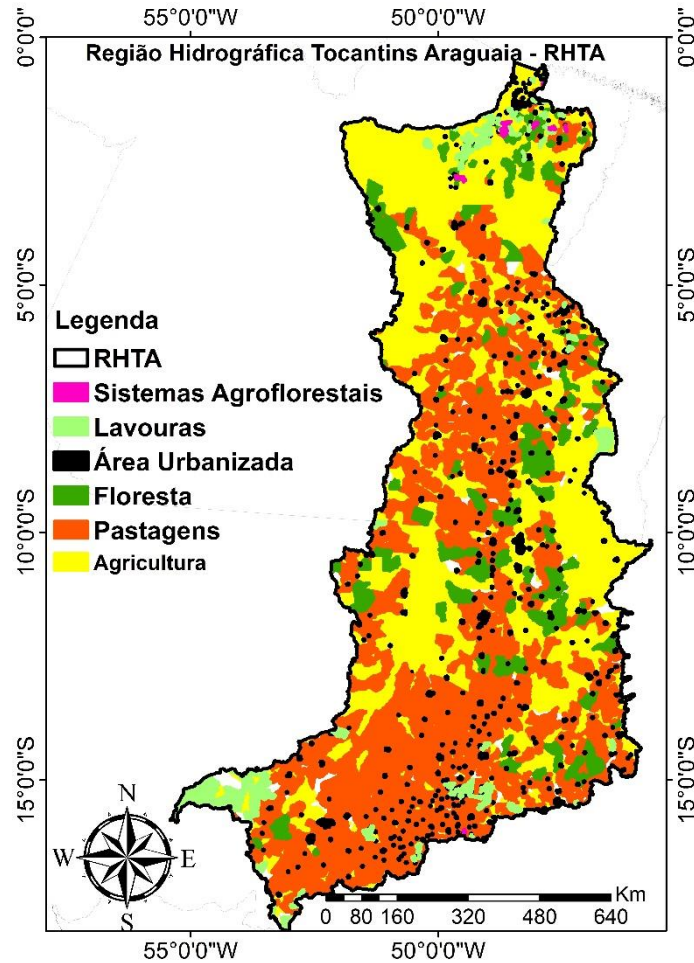 55°0'0"W 50°0'0"W
0°0'0"
0°0'0"
Região Hidrográfica Tocantins Araguaia - RHTA
5°0'0"S
5°0'0"S
Legenda
RHTA
Sistemas Agroflorestais
Lavouras
Área Urbanizada
Floresta
Pastagens
Agricultura
10°0'0"S
10°0'0"S
15°0'0"S
15°0'0"S
N
W E
S
Km
0 80 160 320 480 640
55°0'0"W 50°0'0"W